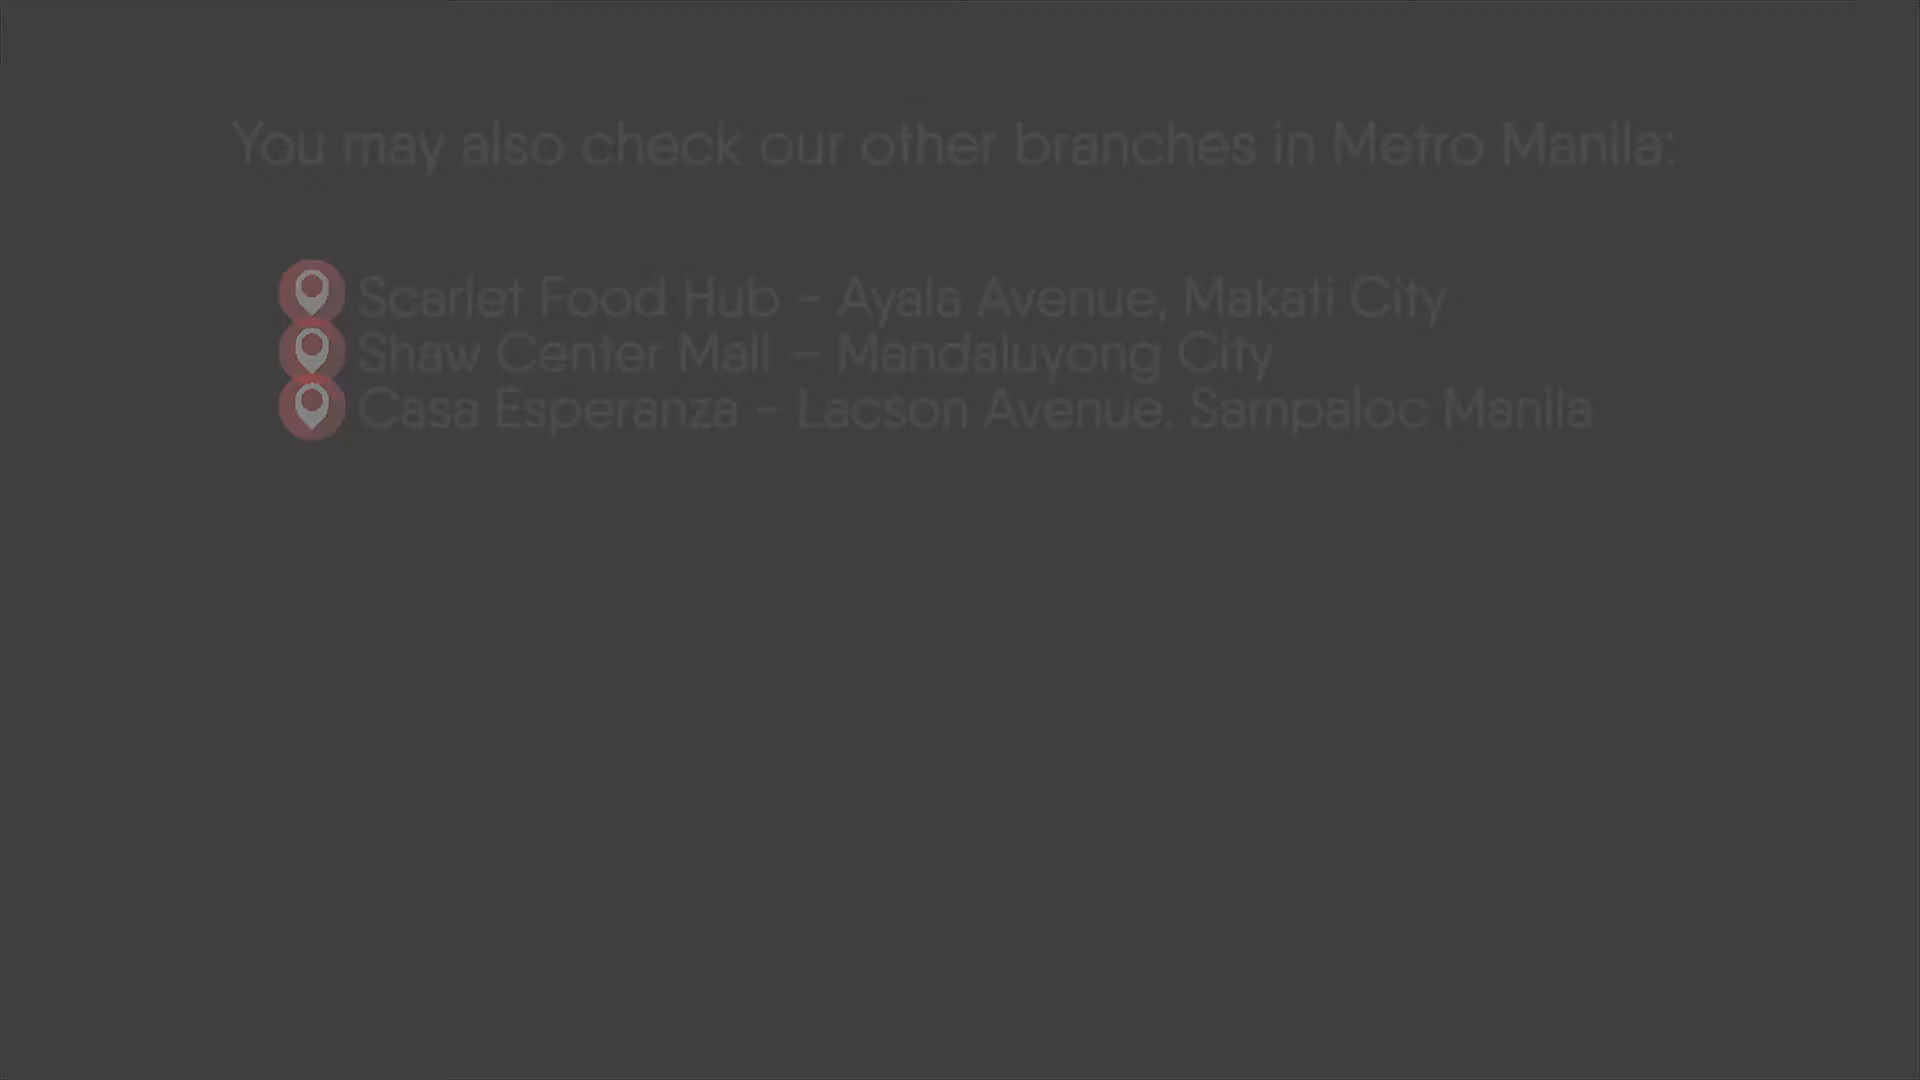 You may also check our other branches in Metro Manila:
Scarlet Food Hub - Ayala Avenue, Makati City
Shaw Center Mall – Mandaluyong City
Casa Esperanza - Lacson Avenue, Sampaloc Manila